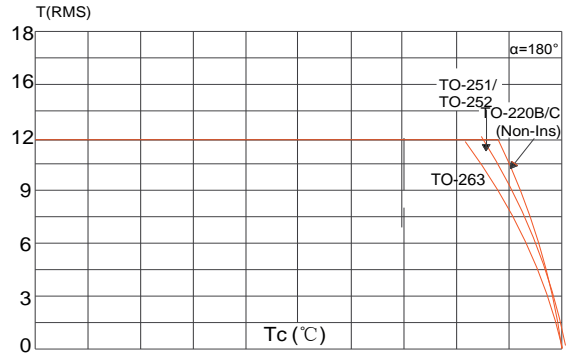 T(RMS)
18
α=180°
16
TO-251/
TO-252
TO-220B/C
(Non-Ins)
12
TO-263
9
6
3
0
Tc (℃)